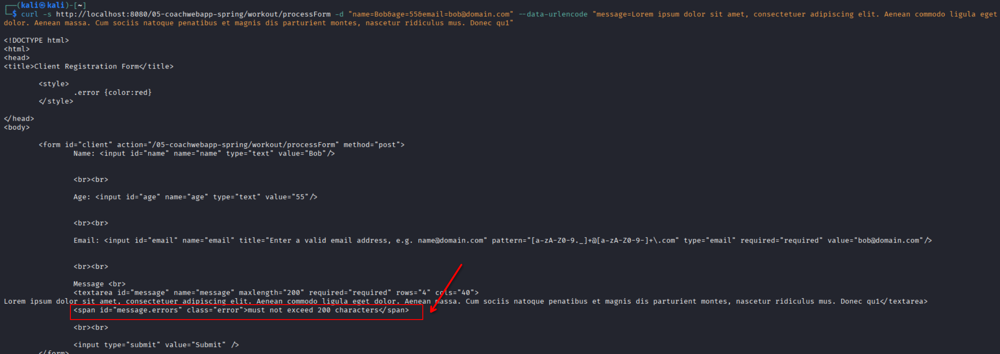 ┌──(kali㉿kali)-[~]
└─$ curl -s http://localhost:8080/05-coachwebapp-spring/workout/processForm -d "name=Bob&age=55&email=bob@domain.com" --data-urlencode "message=Lorem ipsum dolor sit amet, consectetuer adipiscing elit. Aenean commodo ligula eget
dolor. Aenean massa. Cum sociis natoque penatibus et magnis dis parturient montes, nascetur ridiculus mus. Donec qu1"
<!DOCTYPE html>
<html>
<head>
<title>Client Registration Form</title>
<style>
.error {color:red}
</style>
</head>
<body>
<form id="client" action="/05-coachwebapp-spring/workout/processForm" method="post">
Name: <input id="name" name="name" type="text" value="Bob"/>
<br><br>
Age: <input id="age" name="age" type="text" value="55"/>
<br><br>
Email: <input id="email" name="email" title="Enter a valid email address, e.g. name@domain.com" pattern="[a-zA-Z0-9._]+@[a-zA-Z0-9-]+\.com" type="email" required="required" value="bob@domain.com"/>
<br><br>
Message <br>
<textarea id="message" name="message" maxlength="200" required="required" rows="4" cols="40">
Lorem ipsum dolor sit amet, consectetuer adipiscing elit. Aenean commodo ligula eget dolor. Aenean massa. Cum sociis natoque penatibus et magnis dis parturient montes, nascetur ridiculus mus. Donec qu1</textarea>
<span id="message.errors" class="error">must not exceed 200 characters</span>
<br><br>
<input type="submit" value="Submit" />
</form>